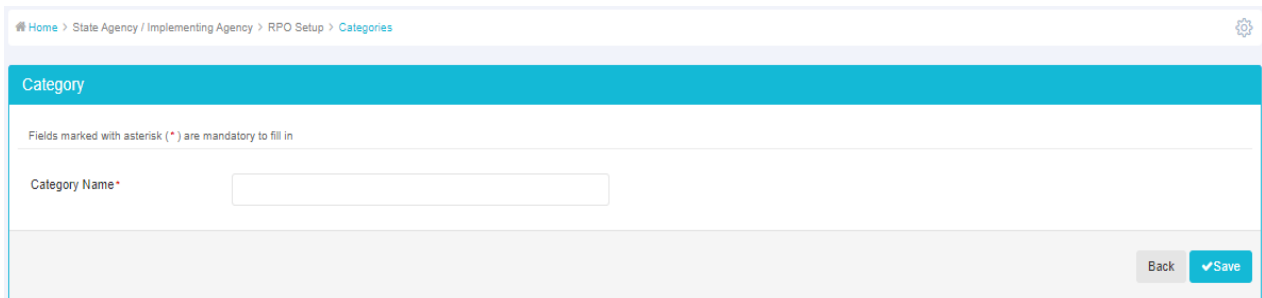 Home > State Agency / Implementing Agency > RPO Setup > Categories
Category
Fields marked with asterisk (*) are mandatory to fill in
Category Name*
Back Save